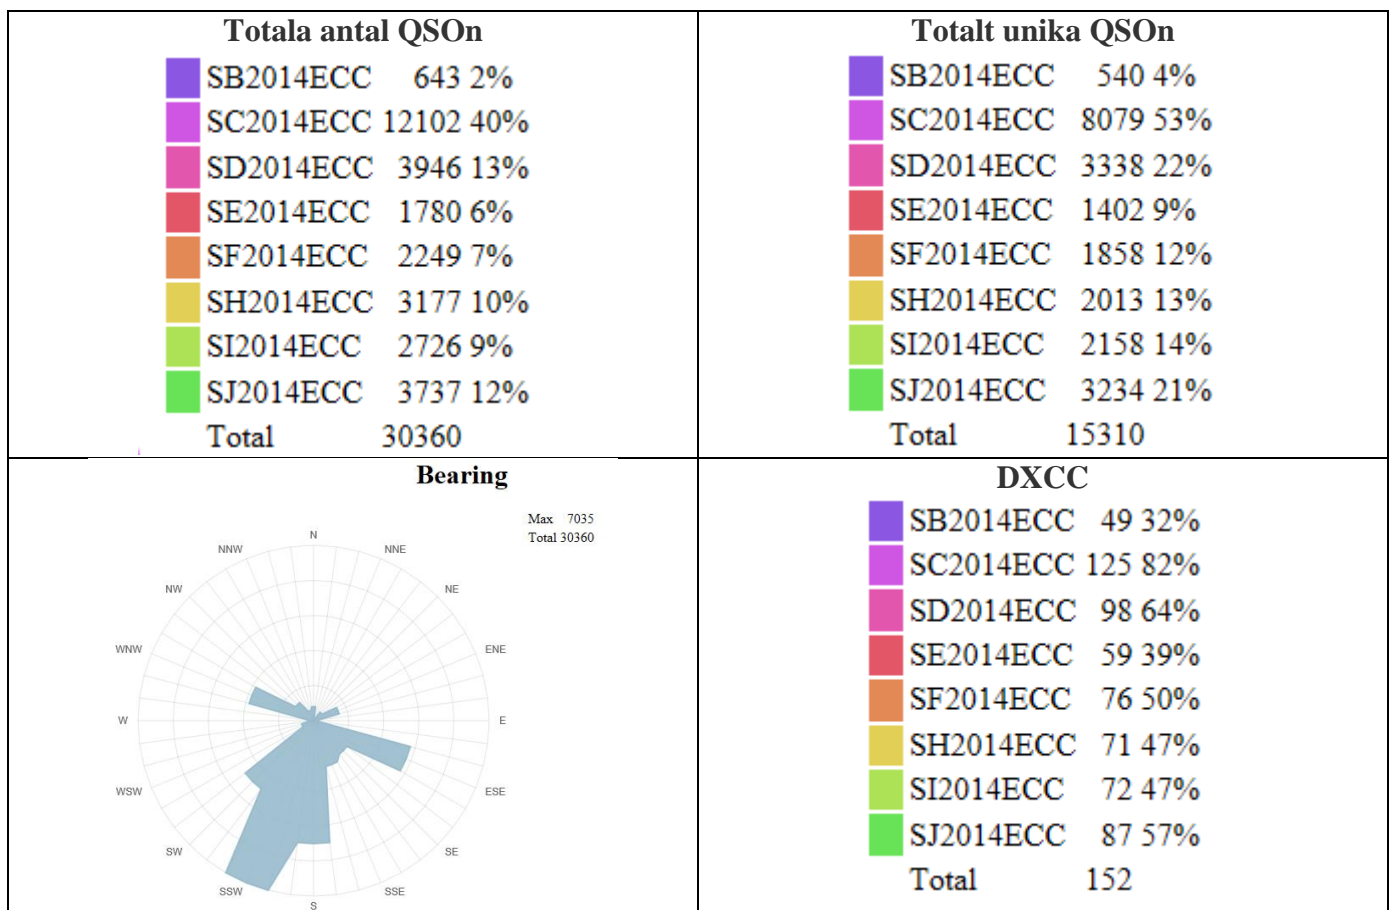 Totala antal QSOn
SB2014ECC 643 2%
SC2014ECC 12102 40%
SD2014ECC 3946 13%
SE2014ECC 1780 6%
SF2014ECC 2249 7%
SH2014ECC 3177 10%
SI2014ECC 2726 9%
SJ2014ECC 3737 12%
Total 30360
Totalt unika QSOn
SB2014ECC 540 4%
SC2014ECC 8079 53%
SD2014ECC 3338 22%
SE2014ECC 1402 9%
SF2014ECC 1858 12%
SH2014ECC 2013 13%
SI2014ECC 2158 14%
SJ2014ECC 3234 21%
Total 15310
Bearing
Max 7035
Total 30360
N
NNW
NNE
NW
NE
WNW
ENE
W
E
WSW
ESE
SW
SE
SSW
SSE
S
DXCC
SB2014ECC 49 32%
SC2014ECC 125 82%
SD2014ECC 98 64%
SE2014ECC 59 39%
SF2014ECC 76 50%
SH2014ECC 71 47%
SI2014ECC 72 47%
SJ2014ECC 87 57%
Total 152